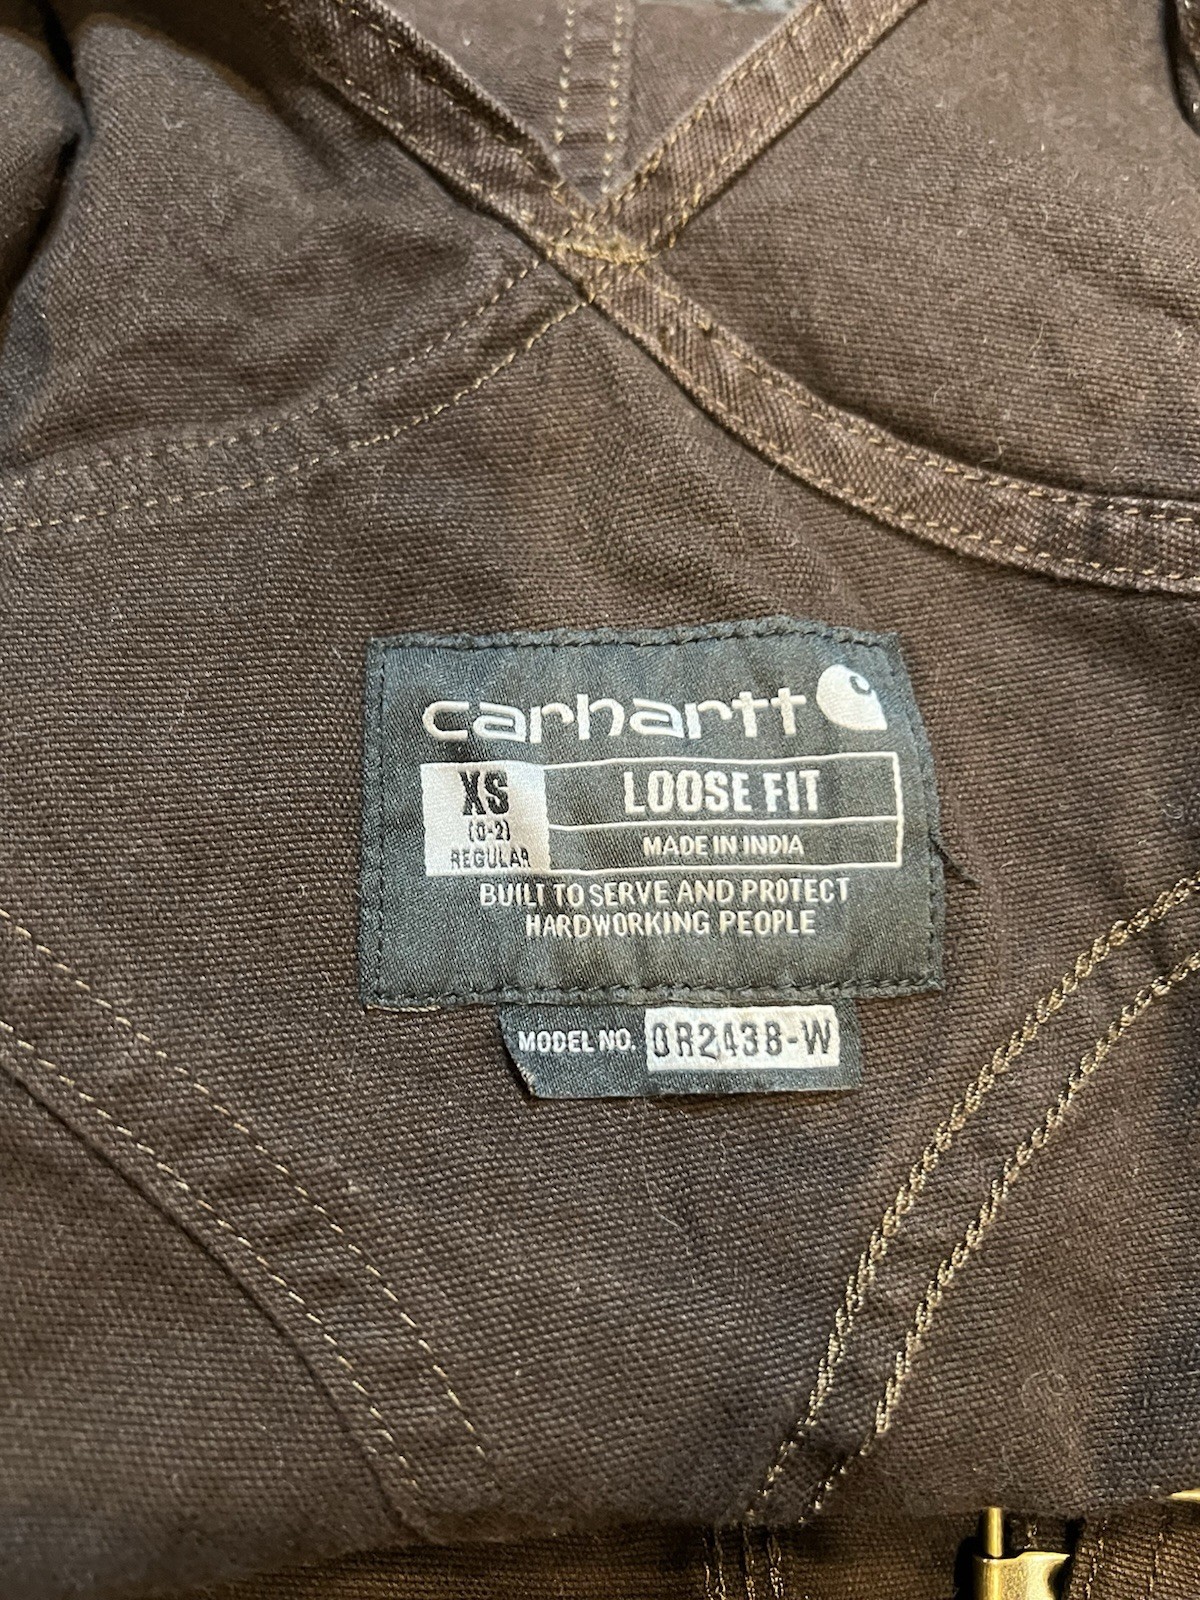 carhartt
XS
(0-2)
REGULAR
LOOSE FIT
MADE IN INDIA
BUILT TO SERVE AND PROTECT
HARDWORKING PEOPLE
MODEL NO. OR2438-W